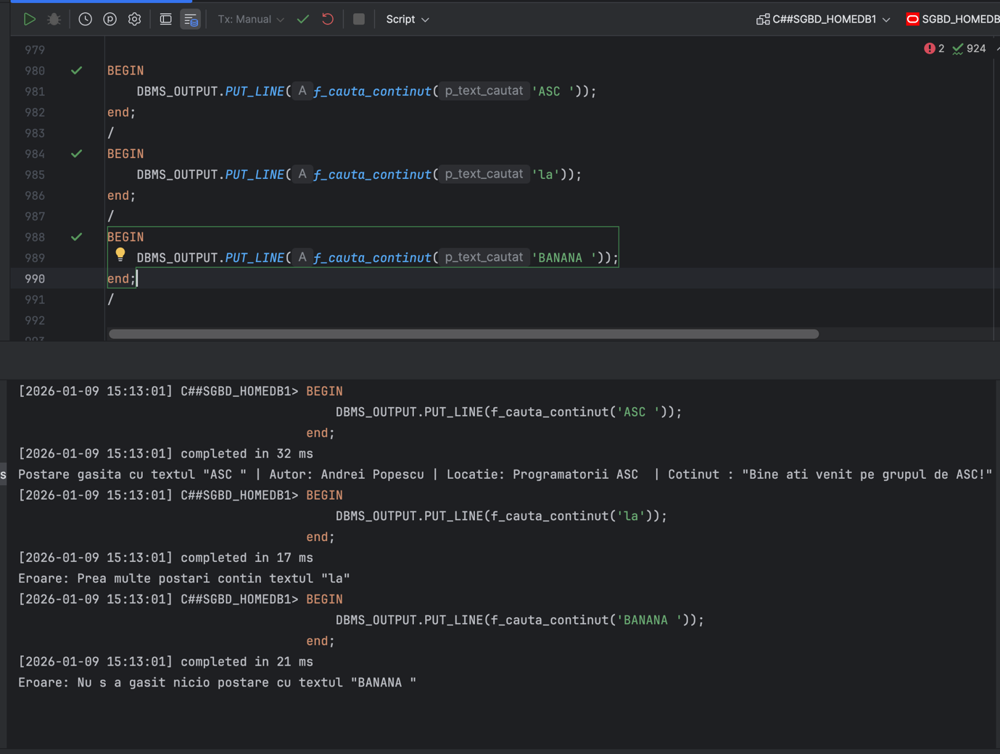 Tx: Manual
Script
C##SGBD_HOMEDB1
SGBD_HOMEDB
2 924
979
980 BEGIN
981 DBMS_OUTPUT.PUT_LINE( A f_cauta_continut( p_text_cautat 'ASC '));
982 end;
983 /
984 BEGIN
985 DBMS_OUTPUT.PUT_LINE( A f_cauta_continut( p_text_cautat 'la'));
986 end;
987 /
988 BEGIN
989 DBMS_OUTPUT.PUT_LINE( A f_cauta_continut( p_text_cautat 'BANANA '));
990 end;
991 /
992
993
[2026-01-09 15:13:01] C##SGBD_HOMEDB1> BEGIN
DBMS_OUTPUT.PUT_LINE(f_cauta_continut('ASC '));
end;
[2026-01-09 15:13:01] completed in 32 ms
s
Postare gasita cu textul "ASC " | Autor: Andrei Popescu | Locatie: Programatorii ASC  | Cotinut : "Bine ati venit pe grupul de ASC!"
[2026-01-09 15:13:01] C##SGBD_HOMEDB1> BEGIN
DBMS_OUTPUT.PUT_LINE(f_cauta_continut('la'));
end;
[2026-01-09 15:13:01] completed in 17 ms
Eroare: Prea multe postari contin textul "la"
[2026-01-09 15:13:01] C##SGBD_HOMEDB1> BEGIN
DBMS_OUTPUT.PUT_LINE(f_cauta_continut('BANANA '));
end;
[2026-01-09 15:13:01] completed in 21 ms
Eroare: Nu s a gasit nicio postare cu textul "BANANA "